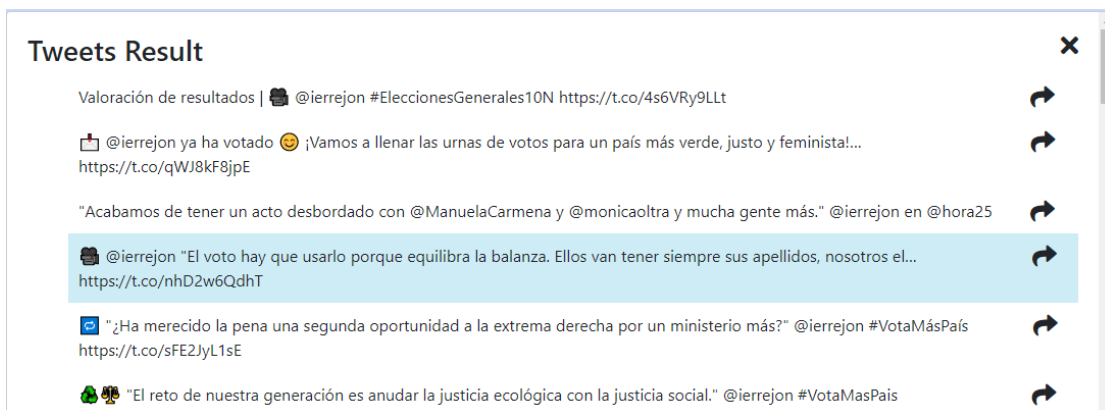 Tweets Result
Valoración de resultados | 🎥 @ierrejon #EleccionesGenerales10N https://t.co/4s6VRy9LLt
📩 @ierrejon ya ha votado 😊 ¡Vamos a llenar las urnas de votos para un país más verde, justo y feminista!...
https://t.co/qWJ8kF8jpE
"Acabamos de tener un acto desbordado con @ManuelaCarmena y @monicaoltra y mucha gente más." @ierrejon en @hora25
🎥 @ierrejon "El voto hay que usarlo porque equilibra la balanza. Ellos van tener siempre sus apellidos, nosotros el...
https://t.co/nhD2w6QdhT
🔁 "¿Ha merecido la pena una segunda oportunidad a la extrema derecha por un ministerio más?" @ierrejon #VotaMásPaís
https://t.co/sFE2JyL1sE
♻⚖ "El reto de nuestra generación es anudar la justicia ecológica con la justicia social." @ierrejon #VotaMasPais